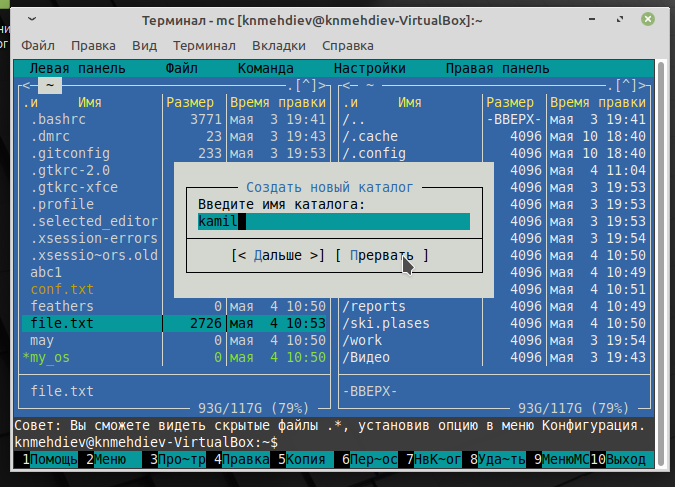 Терминал - mc [knmehdiev@knmehdiev-VirtualBox]:~
Файл Правка Вид Терминал Вкладки Справка
Левая панель Файл Команда Настройки Правая панель
<─ ~ .[^]> <─ ~ .[^]>
.и Имя Размер Время правки .и Имя Размер Время правки
.bashrc 3771 мая 3 19:41 /.. -ВВЕРХ- мая 3 19:41
.dmrc 23 мая 3 19:43 /.cache 4096 мая 10 18:40
.gitconfig 233 мая 3 19:53 /.config 4096 мая 10 18:40
.gtkrc-2.0 4096 мая 4 11:04
.gtkrc-xfce 4096 мая 3 19:53
.profile 4096 мая 3 19:53
.selected_editor 4096 мая 3 19:53
.xsession-errors 4096 мая 3 19:54
.xsessio~ors.old 4096 мая 3 19:53
abc1 4096 мая 4 10:49
conf.txt 4096 мая 4 10:51
feathers 0 мая 4 10:50 /reports 4096 мая 4 10:49
file.txt 2726 мая 4 10:53 /ski.plases 4096 мая 4 10:50
may 0 мая 4 10:50 /work 4096 мая 3 19:54
*my_os 0 мая 4 10:50 /Видео 4096 мая 3 19:43
Создать новый каталог
Введите имя каталога:
kamil
[< Дальше >] [ Прервать ]
file.txt -ВВЕРХ-
93G/117G (79%) 93G/117G (79%)
Совет: Вы сможете видеть скрытые файлы .*, установив опцию в меню Конфигурация.
knmehdiev@knmehdiev-VirtualBox:~$
1Помощь 2Меню 3Про~тр 4Правка 5Копия 6Пер~ос 7НвК~ог 8Уда~ть 9МенюMC 10Выход